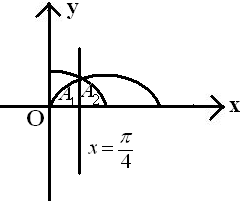 y
A₁ A₂
O
x
x = π/4